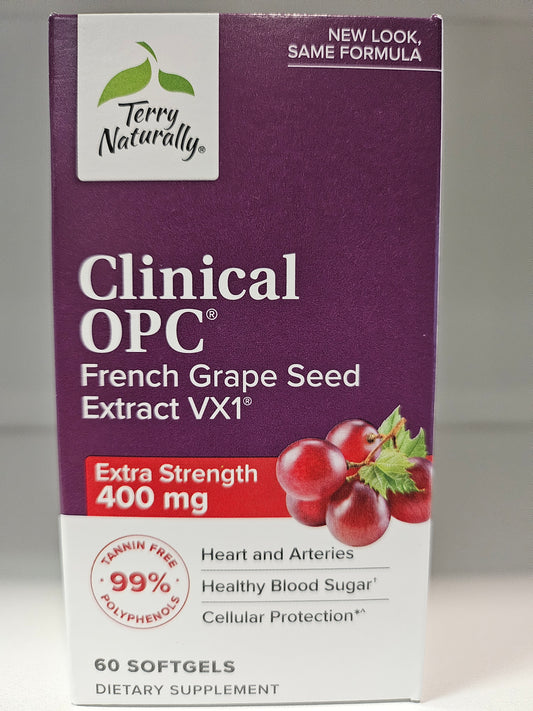 NEW LOOK,
SAME FORMULA
Terry
Naturally®
Clinical
OPC®
French Grape Seed
Extract VX1®
Extra Strength
400 mg
TANNIN FREE
99%
POLYPHENOLS
Heart and Arteries
Healthy Blood Sugar†
Cellular Protection*^
60 SOFTGELS
DIETARY SUPPLEMENT